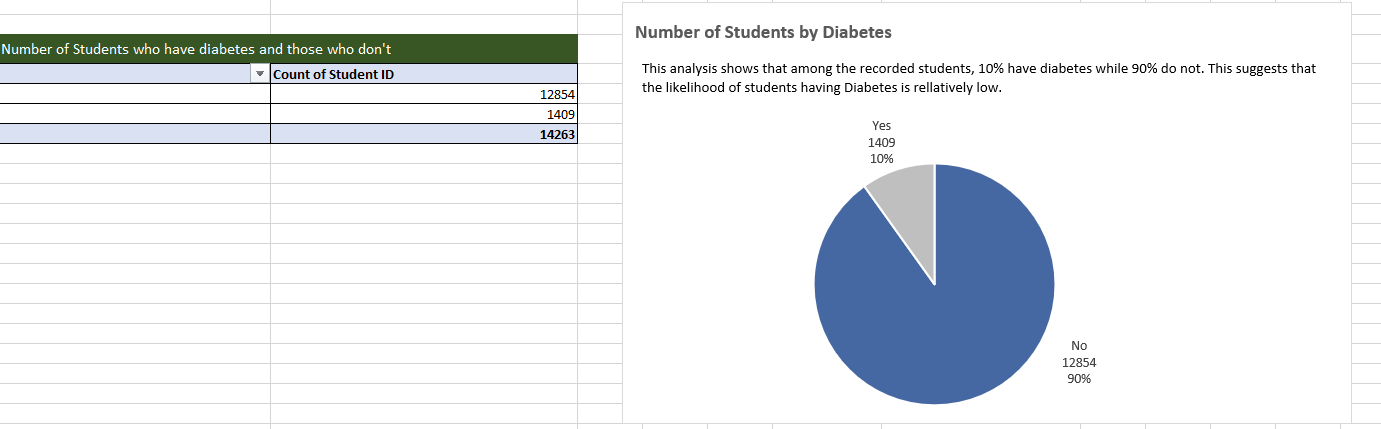 Number of Students who have diabetes and those who don't
Count of Student ID
12854
1409
14263
Number of Students by Diabetes
This analysis shows that among the recorded students, 10% have diabetes while 90% do not. This suggests that
the likelihood of students having Diabetes is rellatively low.
Yes
1409
10%
No
12854
90%